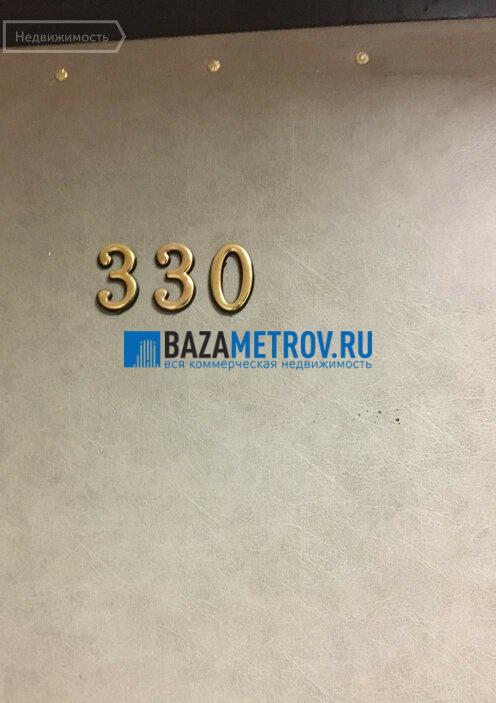 Недвижимость
330
BAZAMETROV.RU
вся коммерческая недвижимость